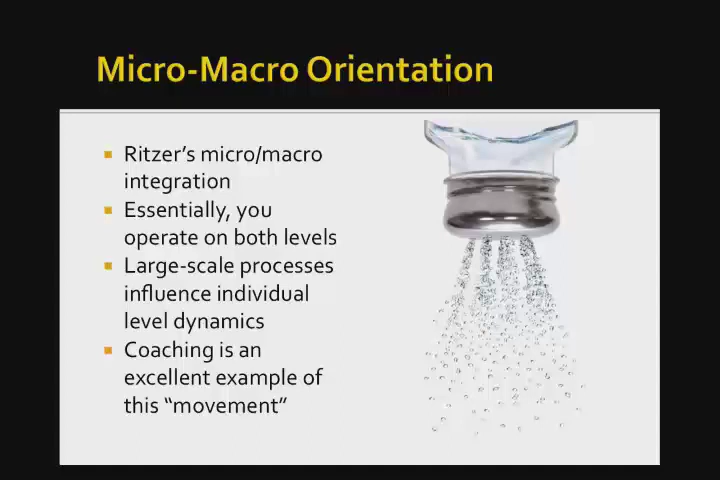 Micro-Macro Orientation
Ritzer's micro/macro
integration
Essentially, you
operate on both levels
Large-scale processes
influence individual
level dynamics
Coaching is an
excellent example of
this “movement”